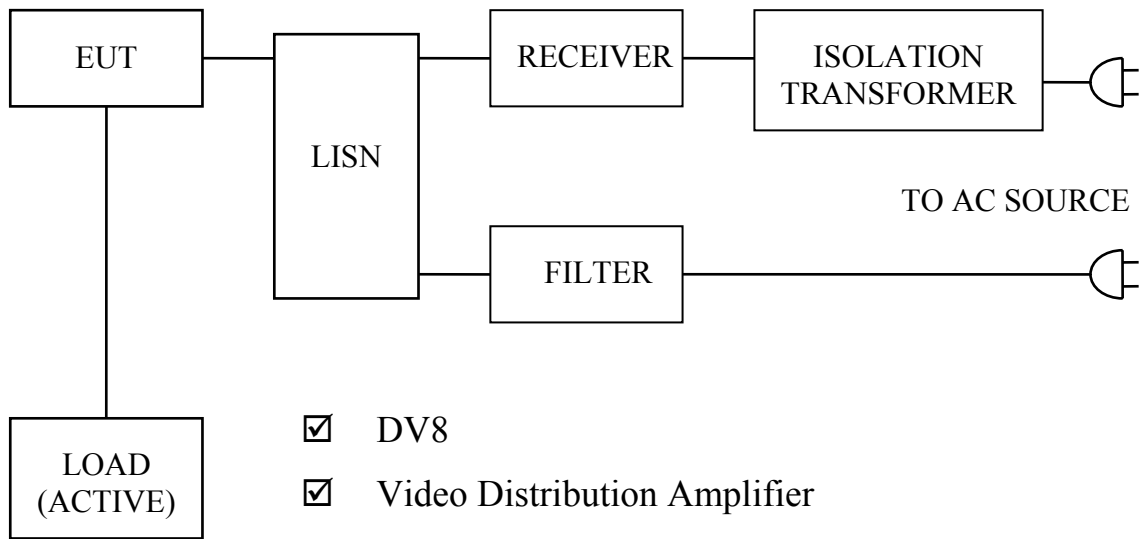 EUT
LISN
RECEIVER
ISOLATION
TRANSFORMER
TO AC SOURCE
FILTER
LOAD
(ACTIVE)
☑ DV8
☑ Video Distribution Amplifier